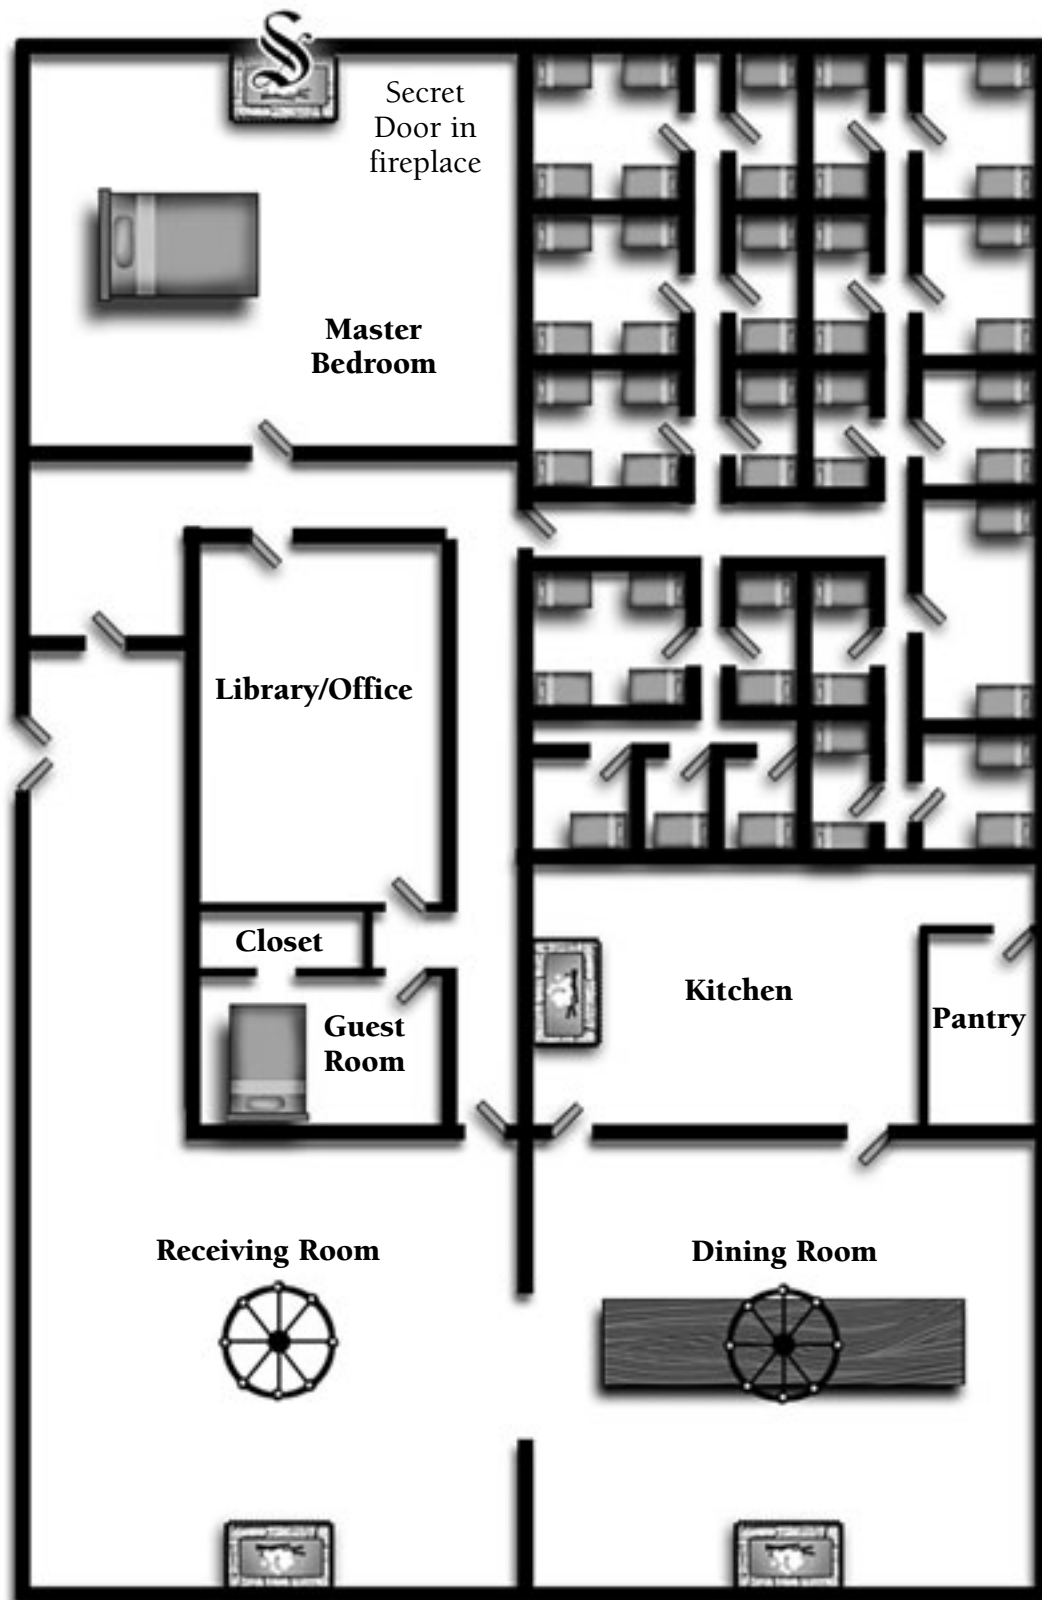 S
Secret
Door in
fireplace
Master
Bedroom
Library/Office
Closet
Guest
Room
Kitchen
Pantry
Receiving Room
Dining Room